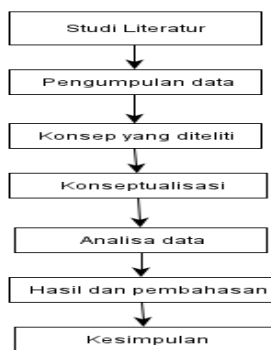 Studi Literatur
Pengumpulan data
Konsep yang diteliti
Konseptualisasi
Analisa data
Hasil dan pembahasan
Kesimpulan